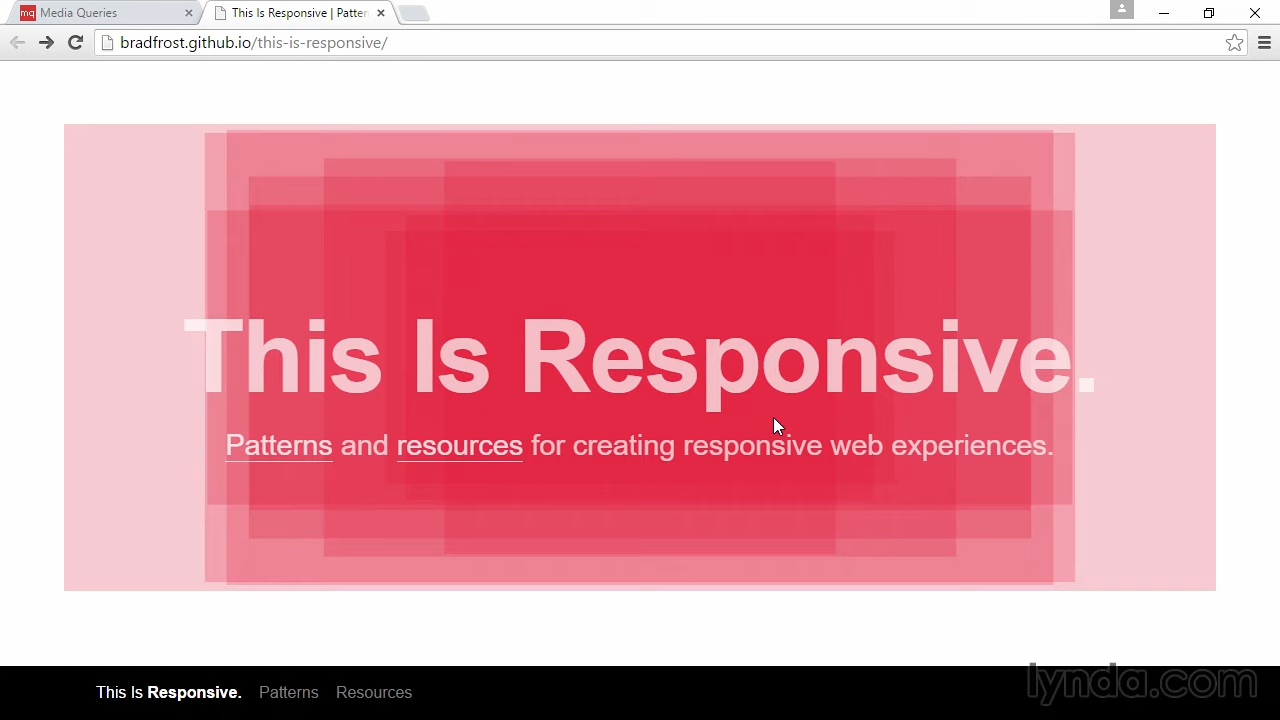 mq Media Queries
This Is Responsive | Patter
bradfrost.github.io/this-is-responsive/
This Is Responsive.
Patterns and resources for creating responsive web experiences.
This Is Responsive. Patterns Resources
lynda.com